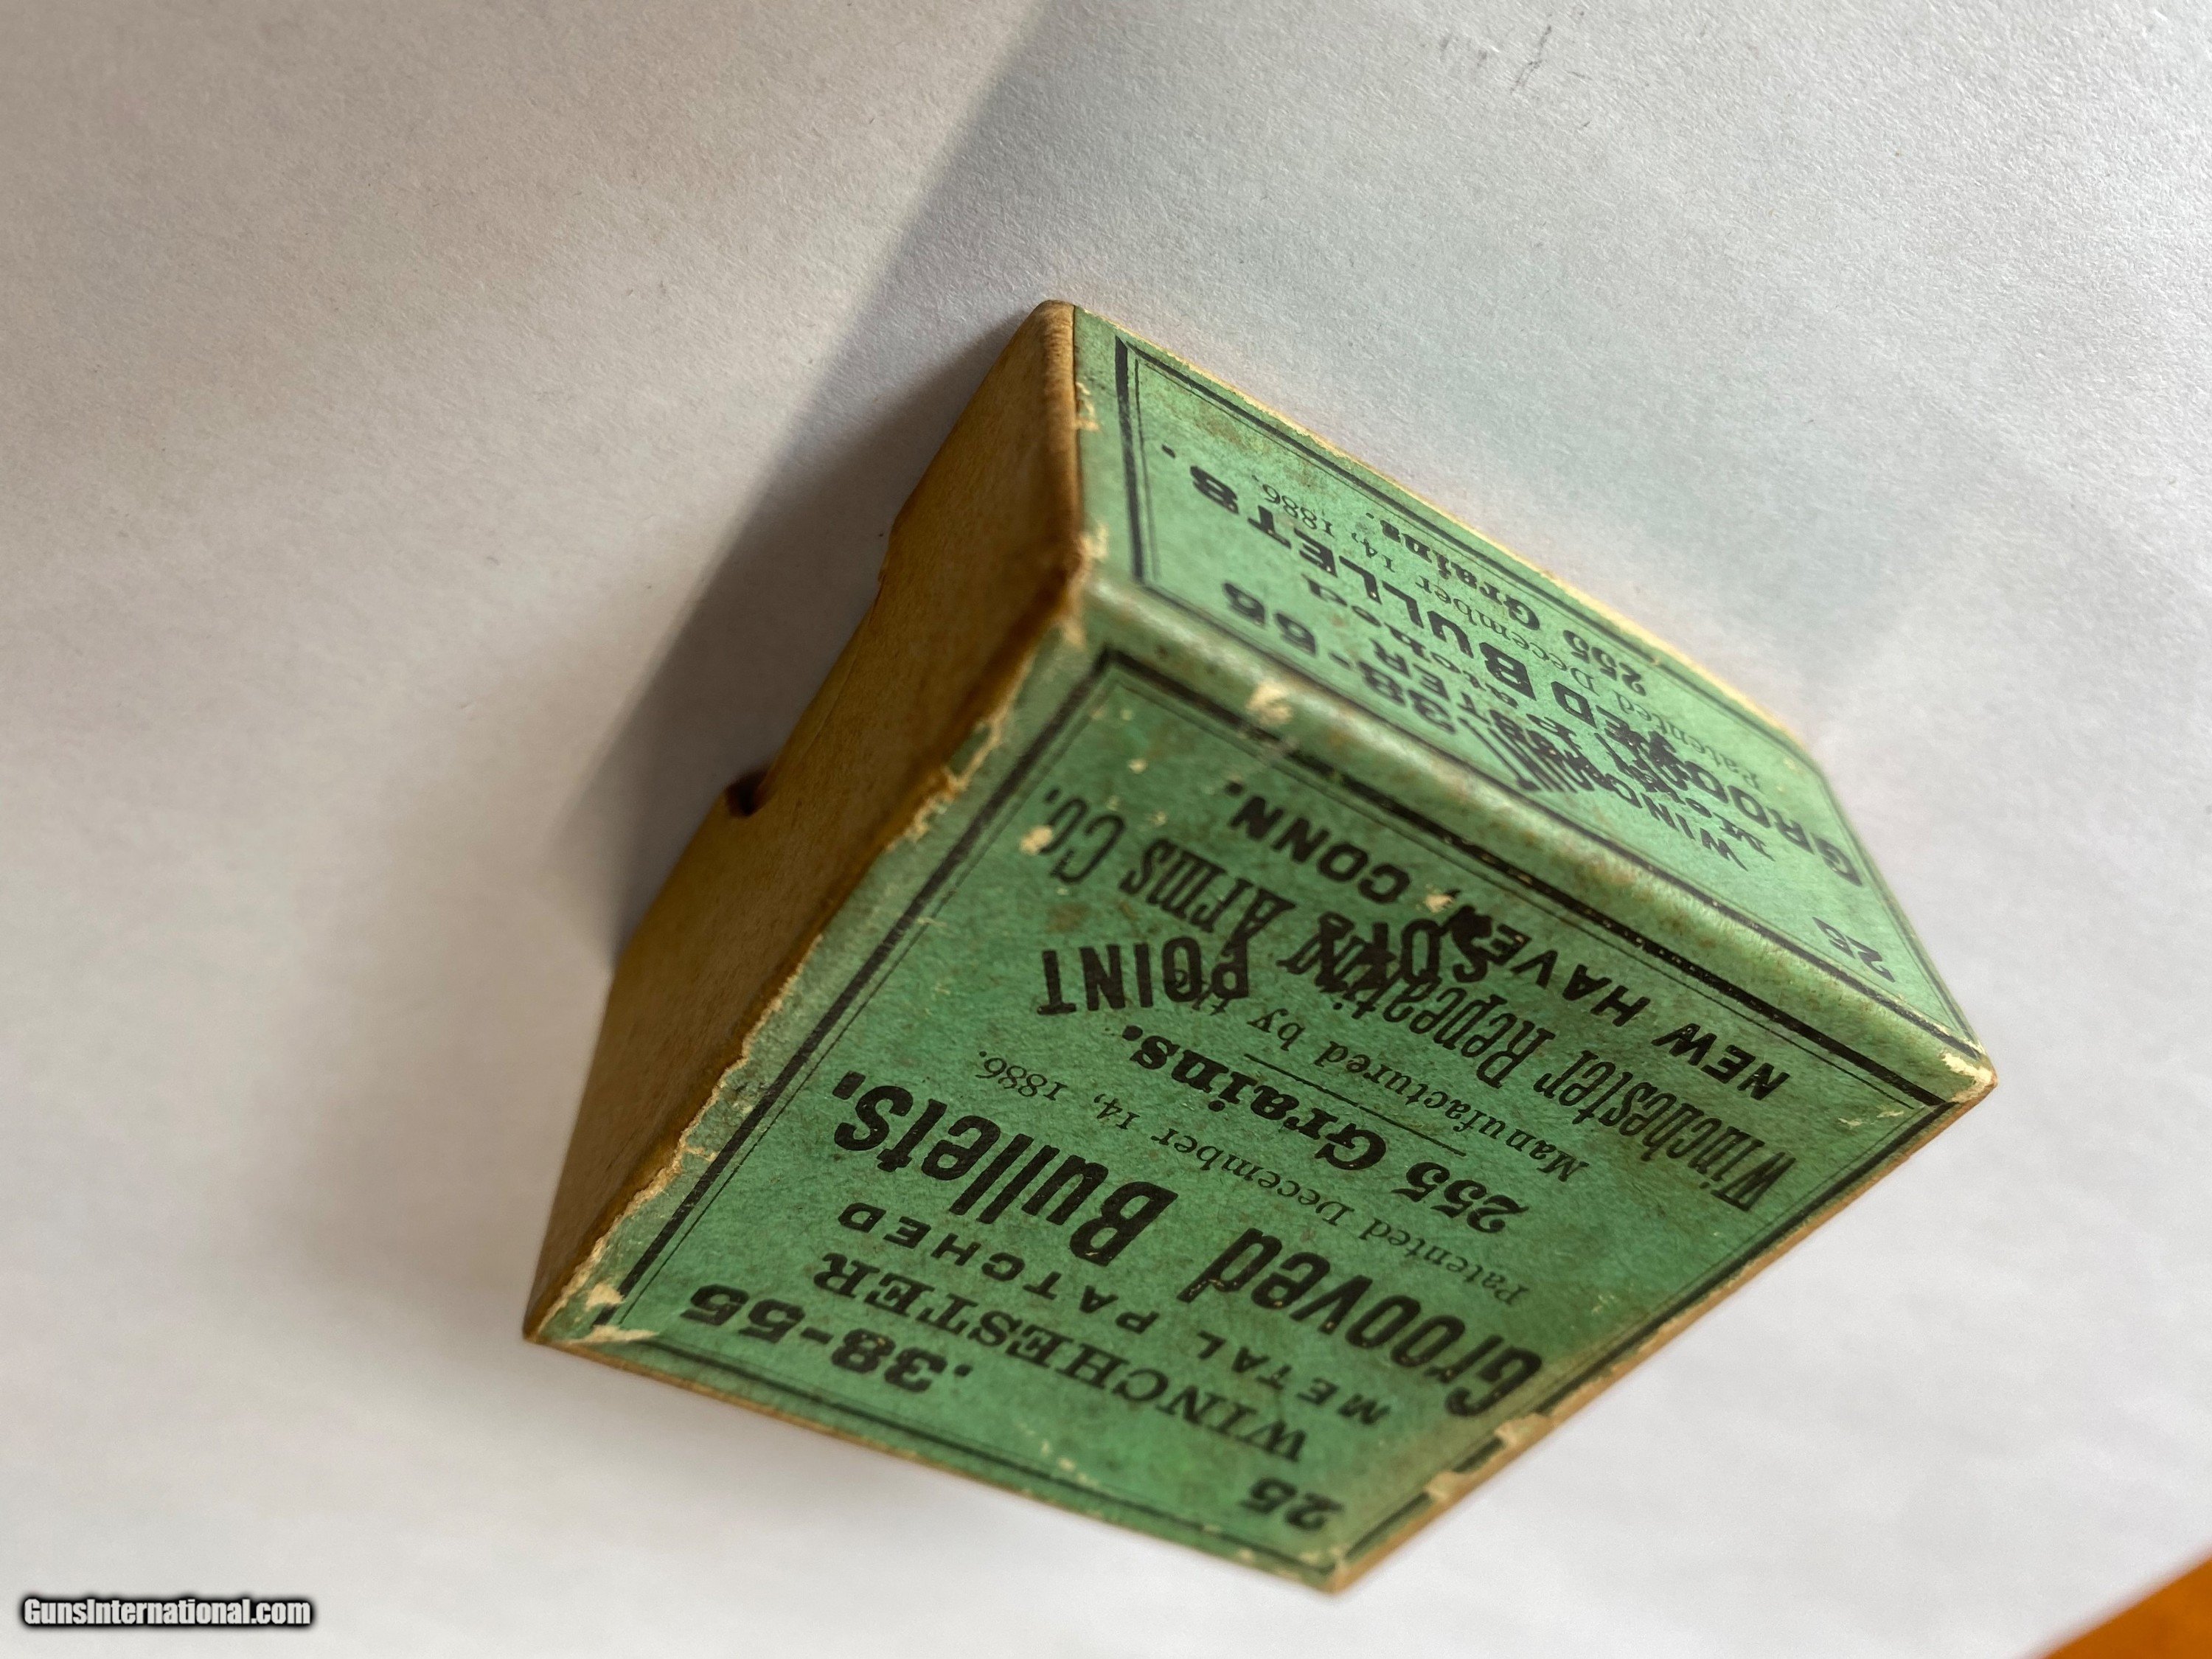 25 .38-55
WINCHESTER
METAL PATCHED
Grooved Bullets.
Patented December 14, 1886.
255 Grains.
SOFT POINT
Manufactured by the
Winchester Repeating Arms Co.
NEW HAVEN, CONN.
25 .38-55
WINCHESTER
GROOVED BULLETS.
Patented December 14, 1886.
255 Grains.
GunsInternational.com